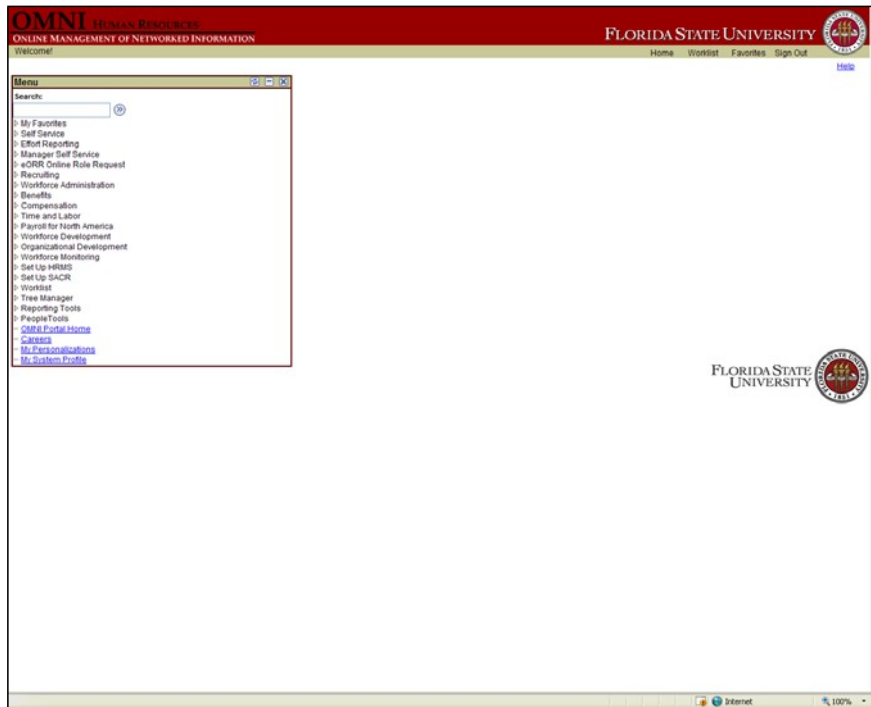 OMNI HUMAN RESOURCES
ONLINE MANAGEMENT OF NETWORKED INFORMATION
FLORIDA STATE UNIVERSITY
Welcome!
Home Worklist Favorites Sign Out
Help
Menu
Search:
My Favorites
Self Service
Effort Reporting
Manager Self Service
eORR Online Role Request
Recruiting
Workforce Administration
Benefits
Compensation
Time and Labor
Payroll for North America
Workforce Development
Organizational Development
Workforce Monitoring
Set Up HRMS
Set Up SACR
Worklist
Tree Manager
Reporting Tools
PeopleTools
OMNI Portal Home
Careers
My Personalizations
My System Profile
FLORIDA STATE
UNIVERSITY
1851
Internet 100%